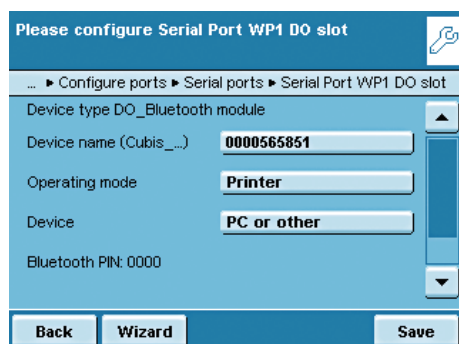 Please configure Serial Port WP1 DO slot
... ▸ Configure ports ▸ Serial ports ▸ Serial Port WP1 DO slot
Device type DO_Bluetooth module
Device name (Cubis_...) 0000565851
Operating mode Printer
Device PC or other
Bluetooth PIN: 0000
Back Wizard Save